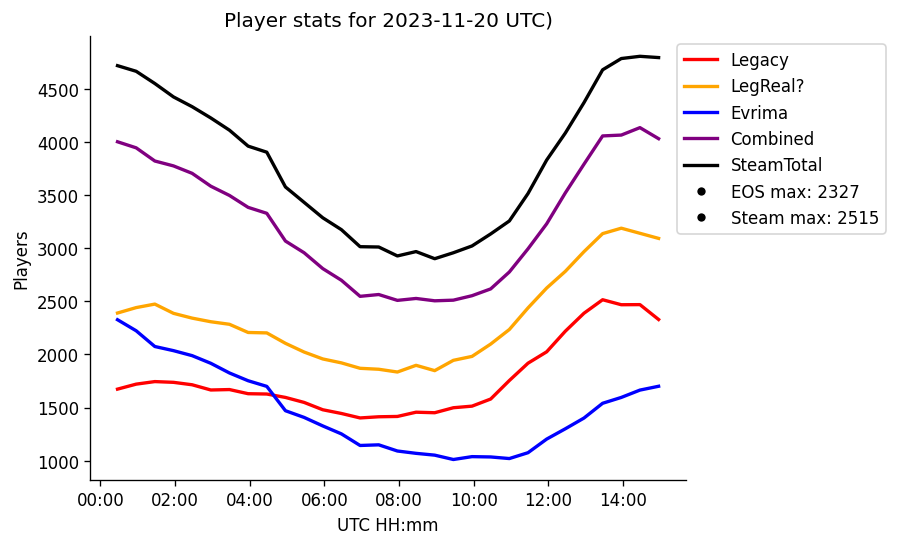 Player stats for 2023-11-20 UTC)
Players
4500
4000
3500
3000
2500
2000
1500
1000
00:00 02:00 04:00 06:00 08:00 10:00 12:00 14:00
UTC HH:mm
Legacy
LegReal?
Evrima
Combined
SteamTotal
EOS max: 2327
Steam max: 2515